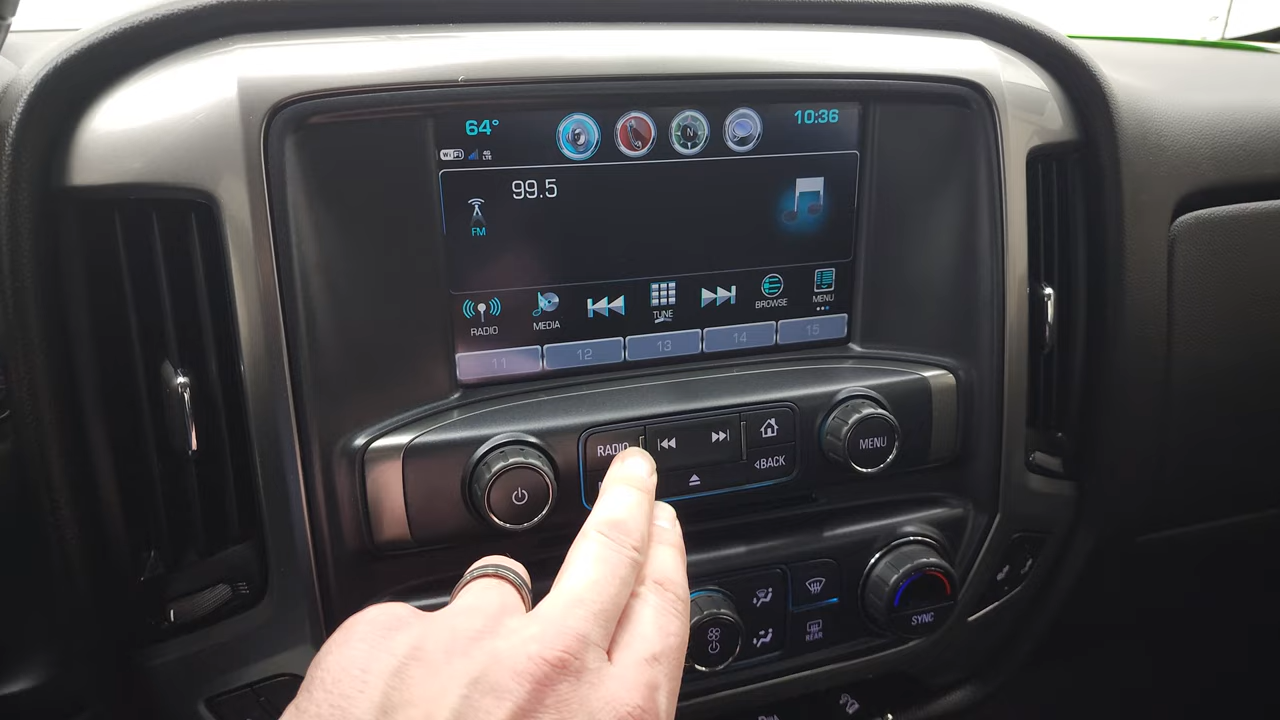 64°
10:36
N
WiFi
4G
LTE
99.5
FM
RADIO
MEDIA
TUNE
BROWSE
MENU
11
12
13
14
15
RADIO
BACK
MENU
REAR
SYNC